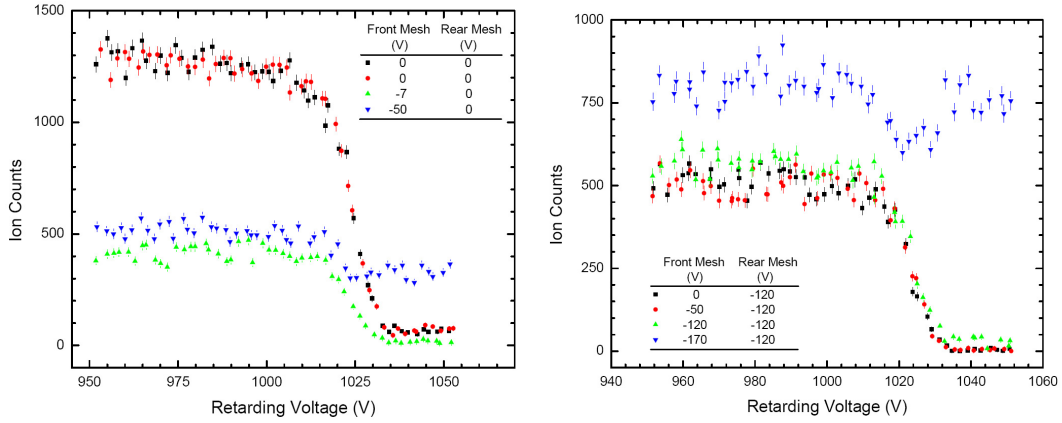 1500
1000
500
0
Ion Counts
Front Mesh Rear Mesh
(V) (V)
0 0
0 0
-7 0
-50 0
950 975 1000 1025 1050
Retarding Voltage (V)
1000
750
500
250
0
Ion Counts
Front Mesh Rear Mesh
(V) (V)
0 -120
-50 -120
-120 -120
-170 -120
940 960 980 1000 1020 1040 1060
Retarding Voltage (V)